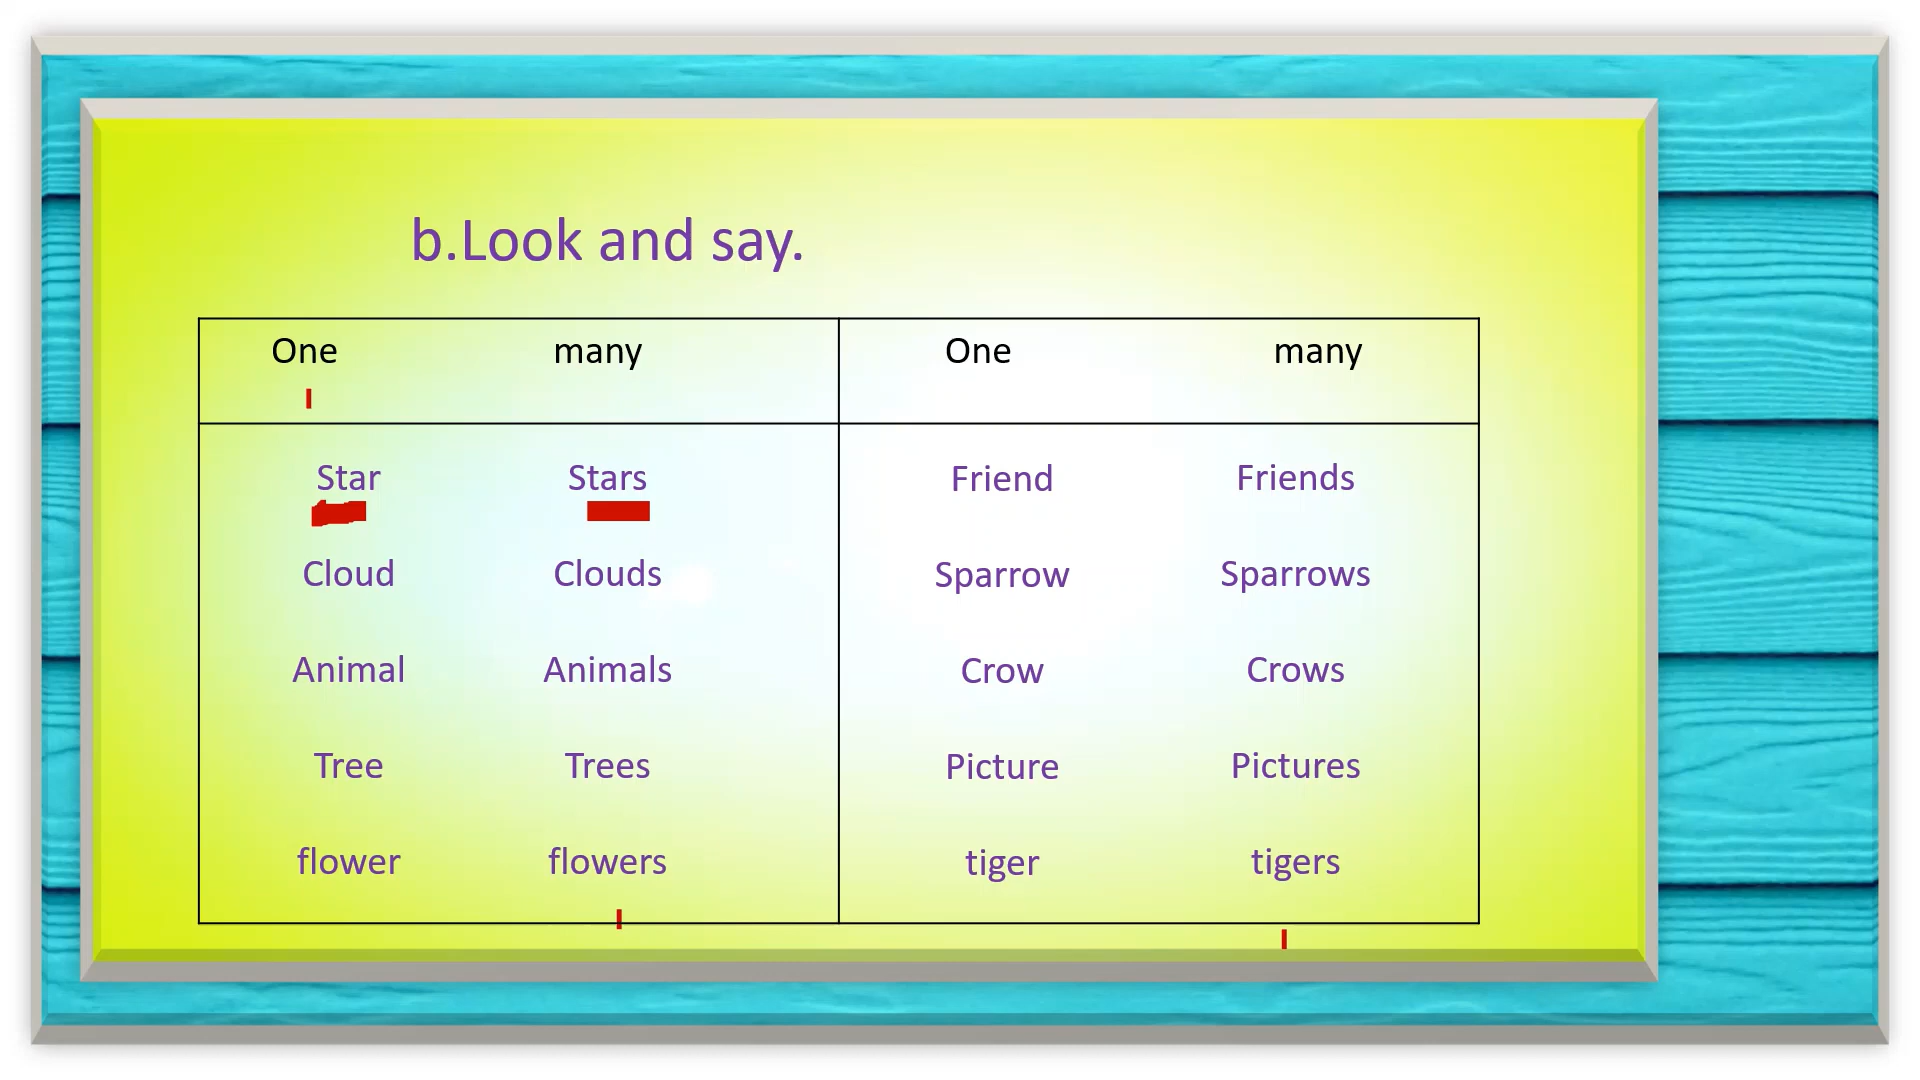 b.Look and say.
One many One many
Star Stars Friend Friends
Cloud Clouds Sparrow Sparrows
Animal Animals Crow Crows
Tree Trees Picture Pictures
flower flowers tiger tigers